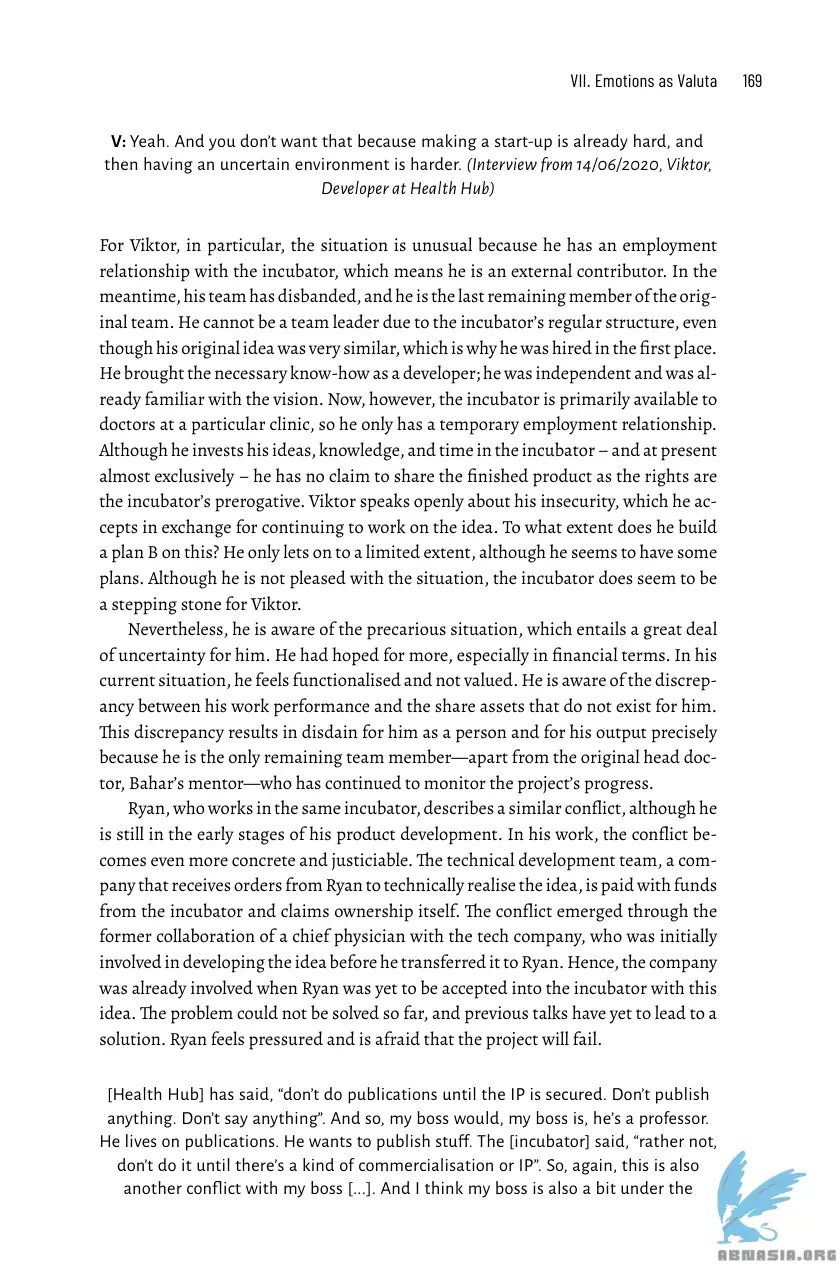 VII. Emotions as Valuta 169
V: Yeah. And you don’t want that because making a start-up is already hard, and
then having an uncertain environment is harder. (Interview from 14/06/2020, Viktor,
Developer at Health Hub)
For Viktor, in particular, the situation is unusual because he has an employment
relationship with the incubator, which means he is an external contributor. In the
meantime, his team has disbanded, and he is the last remaining member of the orig-
inal team. He cannot be a team leader due to the incubator’s regular structure, even
though his original idea was very similar, which is why he was hired in the first place.
He brought the necessary know-how as a developer; he was independent and was al-
ready familiar with the vision. Now, however, the incubator is primarily available to
doctors at a particular clinic, so he only has a temporary employment relationship.
Although he invests his ideas, knowledge, and time in the incubator – and at present
almost exclusively – he has no claim to share the finished product as the rights are
the incubator’s prerogative. Viktor speaks openly about his insecurity, which he ac-
cepts in exchange for continuing to work on the idea. To what extent does he build
a plan B on this? He only lets on to a limited extent, although he seems to have some
plans. Although he is not pleased with the situation, the incubator does seem to be
a stepping stone for Viktor.
Nevertheless, he is aware of the precarious situation, which entails a great deal
of uncertainty for him. He had hoped for more, especially in financial terms. In his
current situation, he feels functionalised and not valued. He is aware of the discrep-
ancy between his work performance and the share assets that do not exist for him.
This discrepancy results in disdain for him as a person and for his output precisely
because he is the only remaining team member—apart from the original head doc-
tor, Bahar’s mentor—who has continued to monitor the project’s progress.
Ryan, who works in the same incubator, describes a similar conflict, although he
is still in the early stages of his product development. In his work, the conflict be-
comes even more concrete and justiciable. The technical development team, a com-
pany that receives orders from Ryan to technically realise the idea, is paid with funds
from the incubator and claims ownership itself. The conflict emerged through the
former collaboration of a chief physician with the tech company, who was initially
involved in developing the idea before he transferred it to Ryan. Hence, the company
was already involved when Ryan was yet to be accepted into the incubator with this
idea. The problem could not be solved so far, and previous talks have yet to lead to a
solution. Ryan feels pressured and is afraid that the project will fail.
[Health Hub] has said, “don’t do publications until the IP is secured. Don’t publish
anything. Don’t say anything”. And so, my boss would, my boss is, he’s a professor.
He lives on publications. He wants to publish stuff. The [incubator] said, “rather not,
don’t do it until there’s a kind of commercialisation or IP”. So, again, this is also
another conflict with my boss [...]. And I think my boss is also a bit under the
ABNASIA.ORG